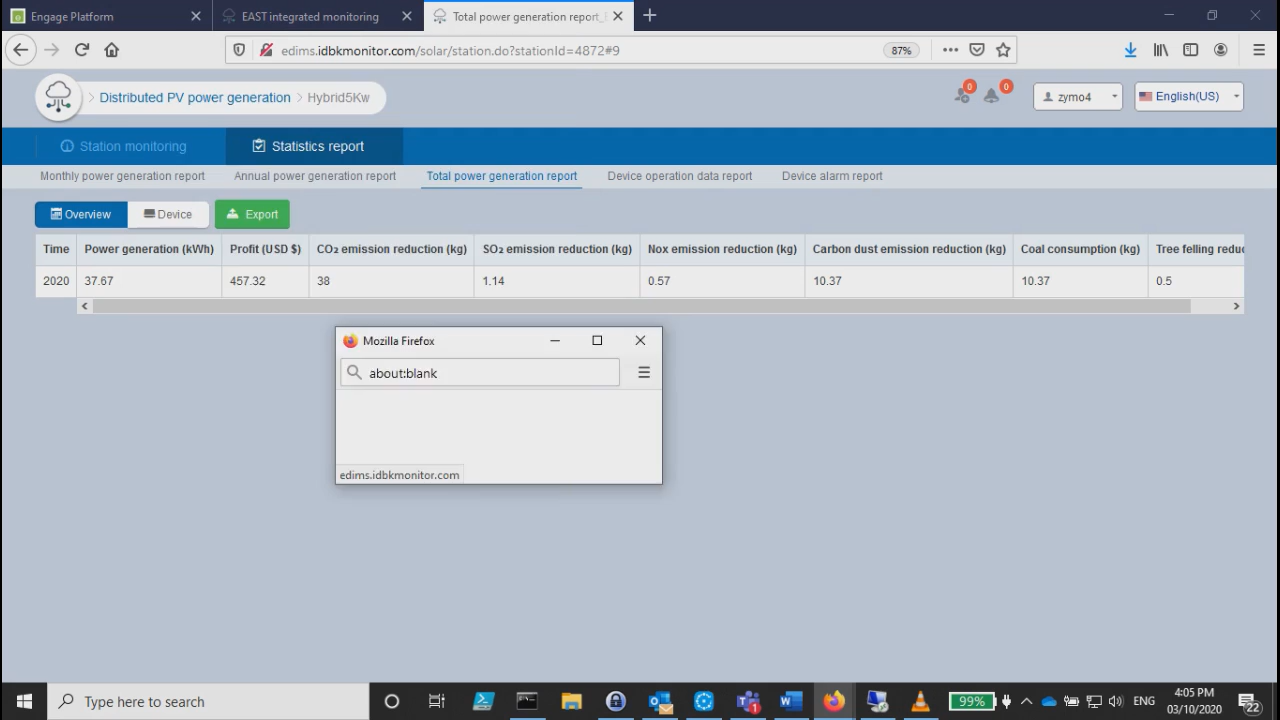 Engage Platform
EAST integrated monitoring
Total power generation report_
edims.idbkmonitor.com/solar/station.do?stationId=4872#9
87%
Distributed PV power generation
Hybrid5Kw
0
0
zymo4
English(US)
Station monitoring
Statistics report
Monthly power generation report
Annual power generation report
Total power generation report
Device operation data report
Device alarm report
Overview
Device
Export
Time Power generation (kWh) Profit (USD $) CO₂ emission reduction (kg) SO₂ emission reduction (kg) Nox emission reduction (kg) Carbon dust emission reduction (kg) Coal consumption (kg) Tree felling reduc
2020 37.67 457.32 38 1.14 0.57 10.37 10.37 0.5
Mozilla Firefox
about:blank
edims.idbkmonitor.com
Type here to search
99%
ENG
4:05 PM
03/10/2020
22